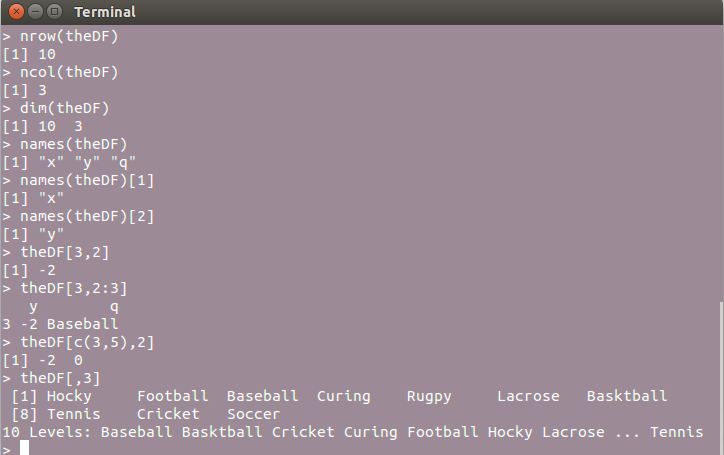 Terminal
> nrow(theDF)
[1] 10
> ncol(theDF)
[1] 3
> dim(theDF)
[1] 10  3
> names(theDF)
[1] "x" "y" "q"
> names(theDF)[1]
[1] "x"
> names(theDF)[2]
[1] "y"
> theDF[3,2]
[1] -2
> theDF[3,2:3]
   y        q
3 -2 Baseball
> theDF[c(3,5),2]
[1] -2  0
> theDF[,3]
 [1] Hocky     Football  Baseball  Curing    Rugpy     Lacrose   Basktball
 [8] Tennis    Cricket   Soccer
10 Levels: Baseball Basktball Cricket Curing Football Hocky Lacrose ... Tennis
>